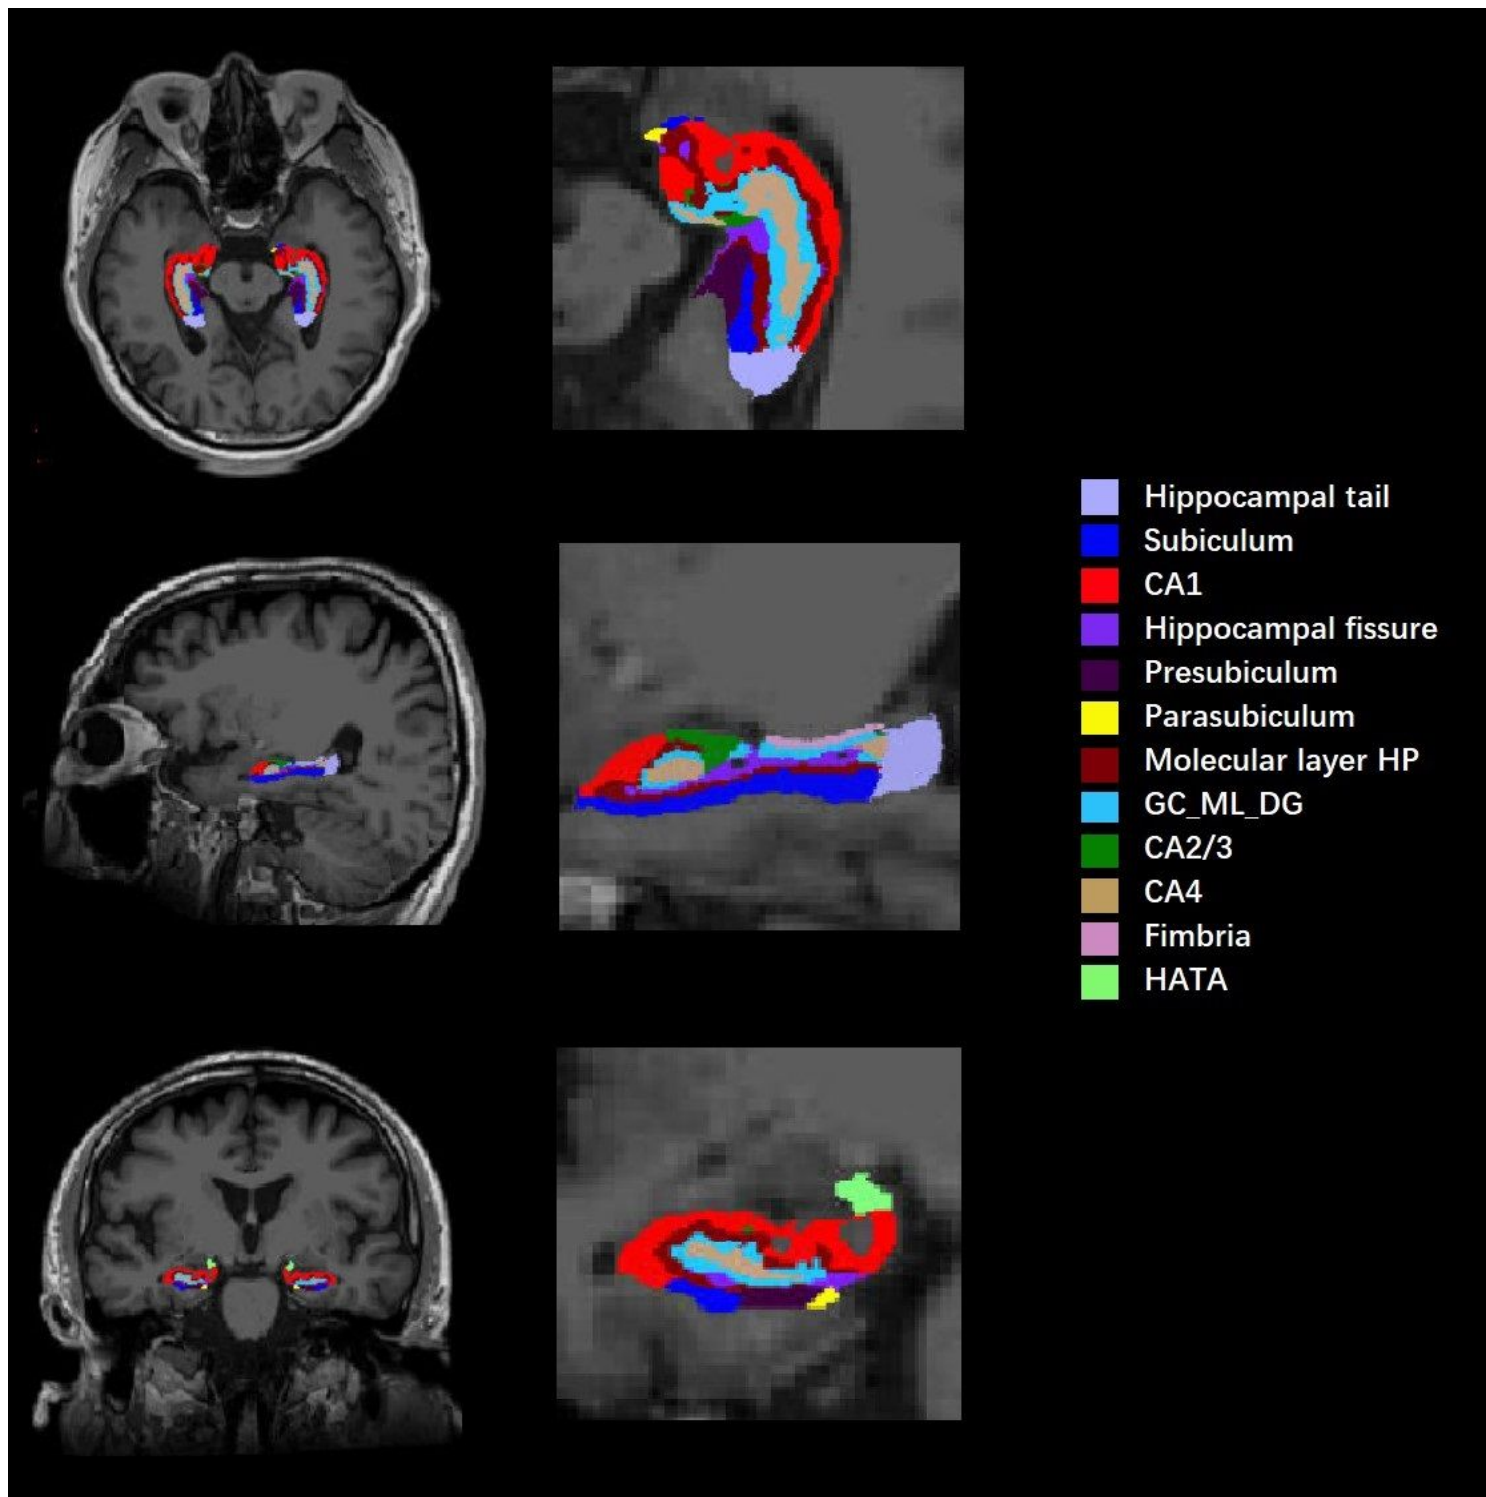 Hippocampal tail
Subiculum
CA1
Hippocampal fissure
Presubiculum
Parasubiculum
Molecular layer HP
GC_ML_DG
CA2/3
CA4
Fimbria
HATA